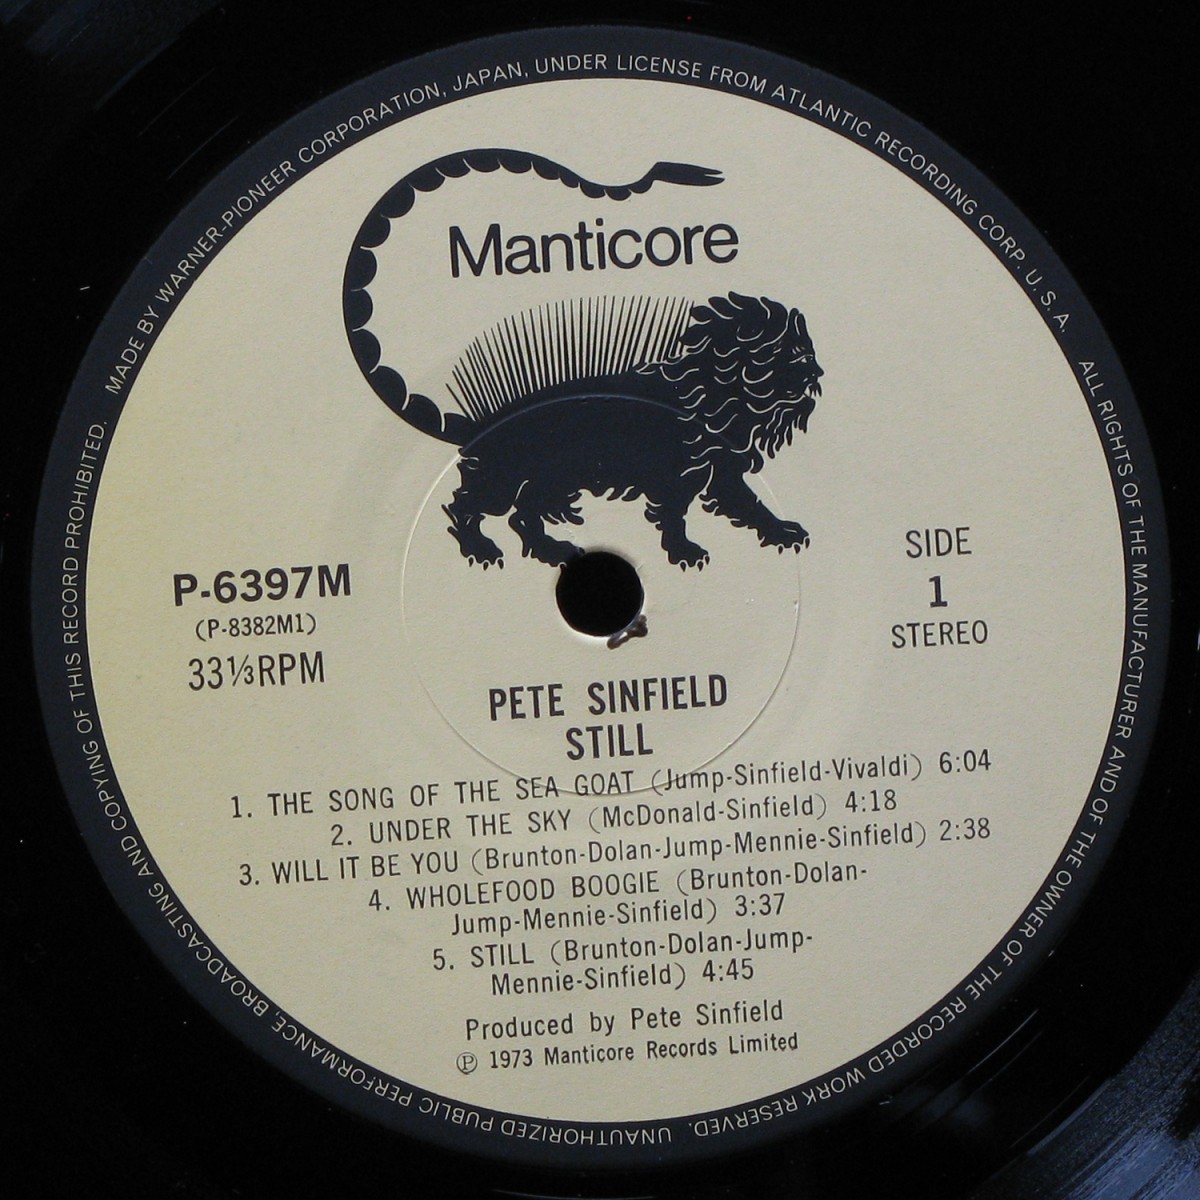 MADE BY WARNER-PIONEER CORPORATION, JAPAN, UNDER LICENSE FROM ATLANTIC RECORDING CORP. U.S.A. ALL RIGHTS OF THE MANUFACTURER AND OF THE OWNER OF THE RECORDED WORK RESERVED. UNAUTHORIZED PUBLIC PERFORMANCE, BROADCASTING AND COPYING OF THIS RECORD PROHIBITED.
Manticore
P-6397M
(P-8382M1)
33⅓RPM
SIDE
1
STEREO
PETE SINFIELD
STILL
1. THE SONG OF THE SEA GOAT (Jump-Sinfield-Vivaldi) 6:04
2. UNDER THE SKY (McDonald-Sinfield) 4:18
3. WILL IT BE YOU (Brunton-Dolan-Jump-Mennie-Sinfield) 2:38
4. WHOLEFOOD BOOGIE (Brunton-Dolan-
Jump-Mennie-Sinfield) 3:37
5. STILL (Brunton-Dolan-Jump-
Mennie-Sinfield) 4:45
Produced by Pete Sinfield
℗ 1973 Manticore Records Limited